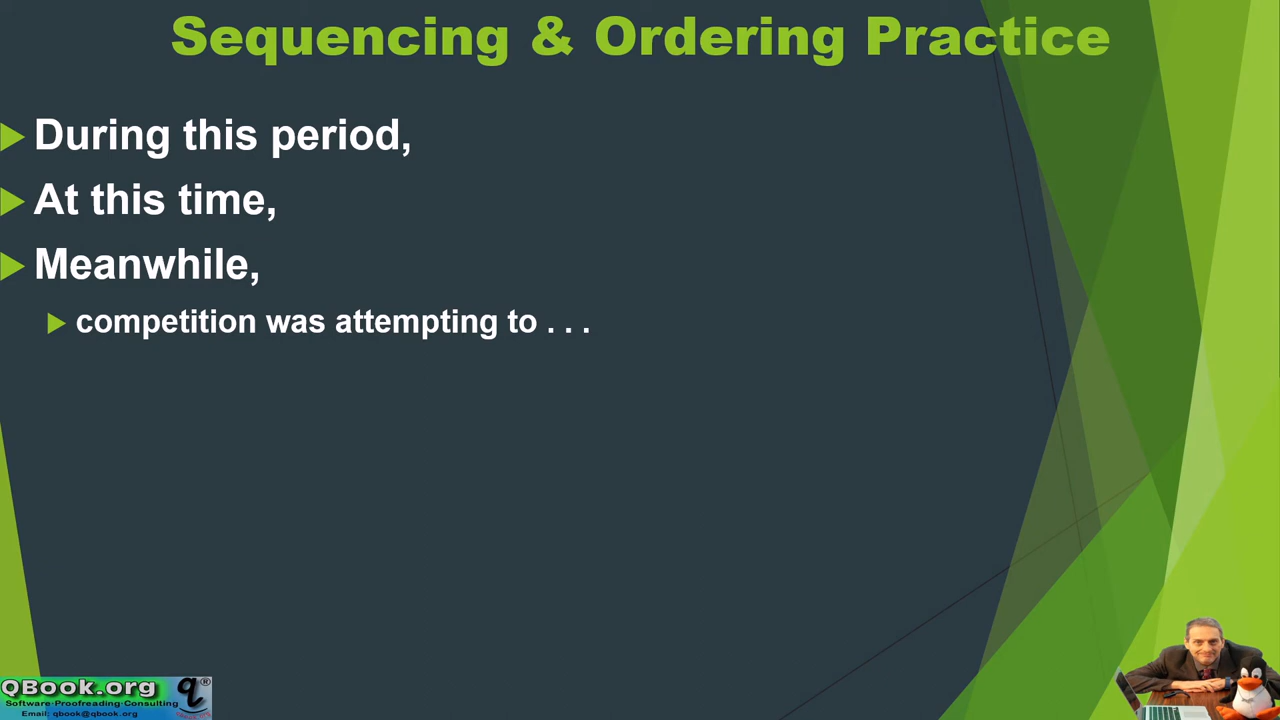 Sequencing & Ordering Practice
During this period,
At this time,
Meanwhile,
competition was attempting to . . .
QBook.org q®
Software·Proofreading·Consulting
Email: qbook@qbook.org